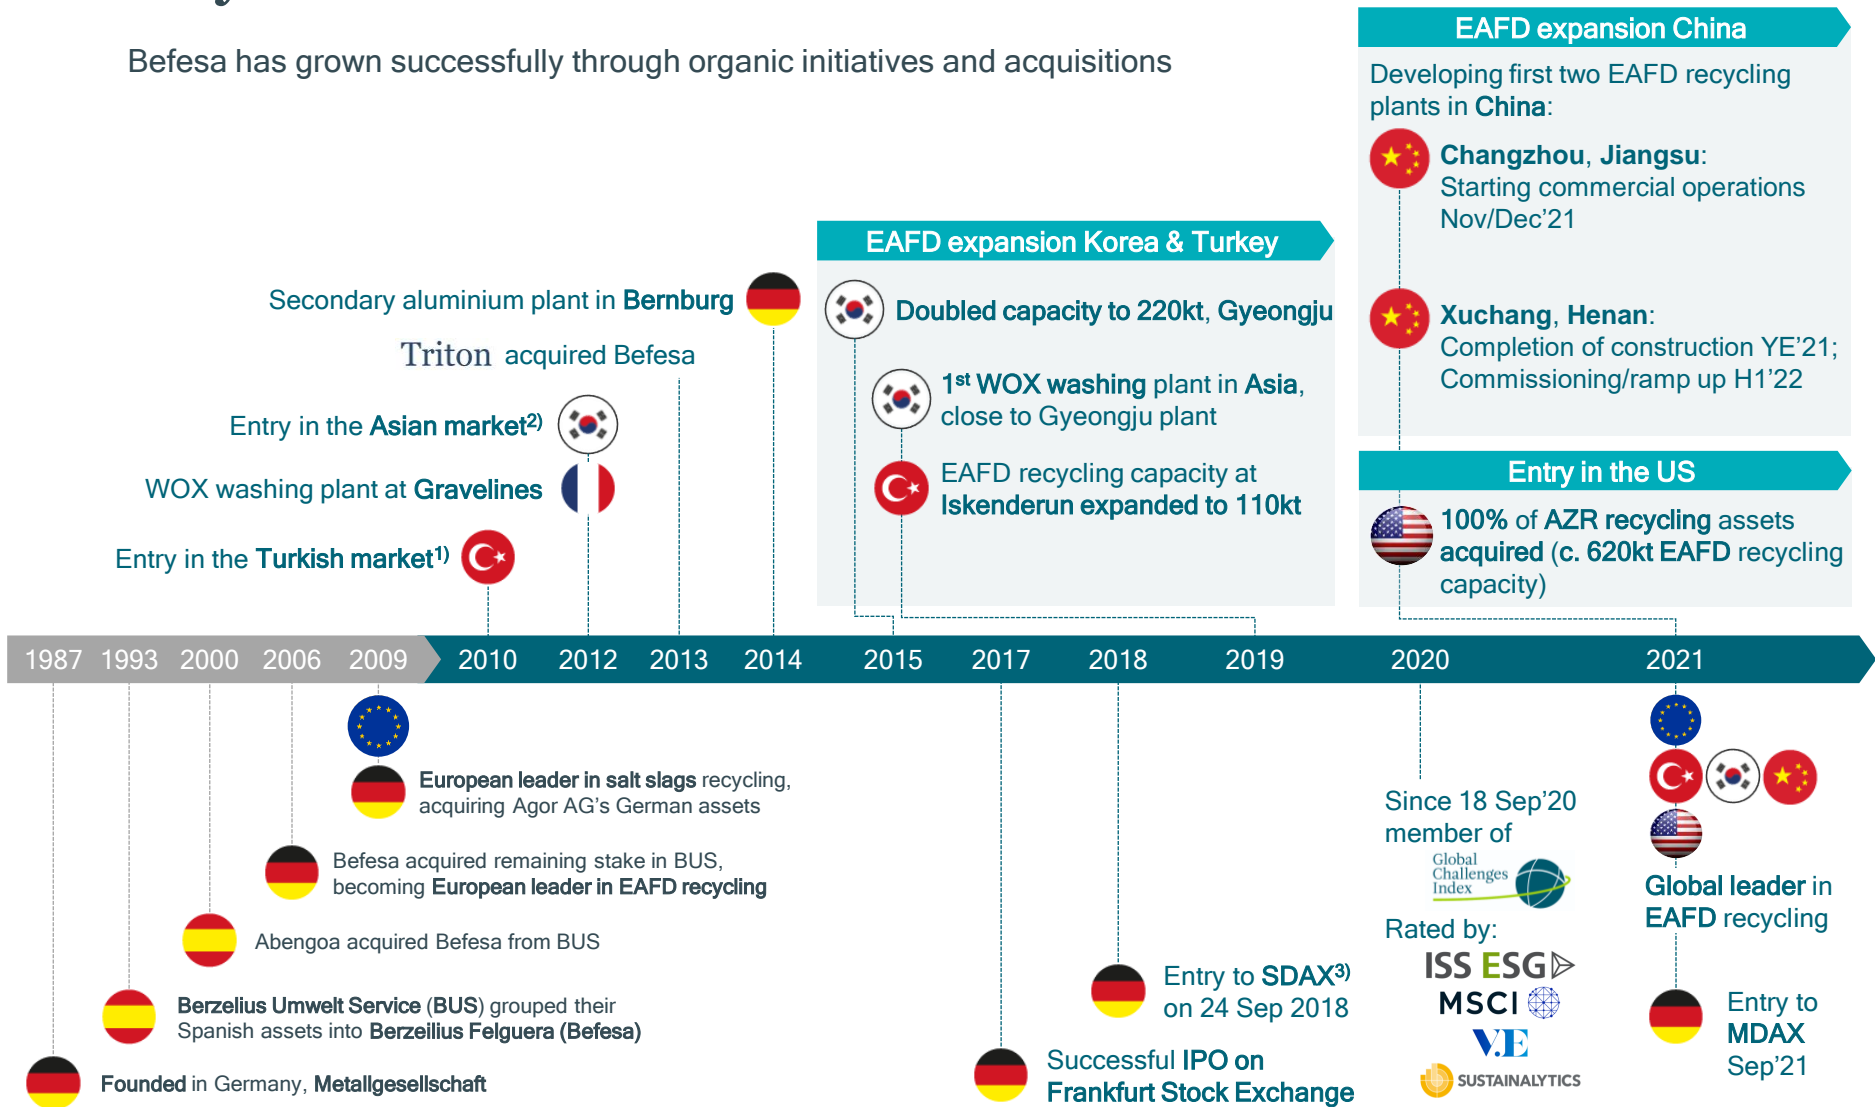 Befesa has grown successfully through organic initiatives and acquisitions
EAFD expansion China
Developing first two EAFD recycling
plants in China:
Changzhou, Jiangsu:
Starting commercial operations
Nov/Dec’21
Xuchang, Henan:
Completion of construction YE’21;
Commissioning/ramp up H1’22
EAFD expansion Korea & Turkey
Doubled capacity to 220kt, Gyeongju
1st WOX washing plant in Asia,
close to Gyeongju plant
EAFD recycling capacity at
Iskenderun expanded to 110kt
Entry in the US
100% of AZR recycling assets
acquired (c. 620kt EAFD recycling
capacity)
Secondary aluminium plant in Bernburg
Triton acquired Befesa
Entry in the Asian market2)
WOX washing plant at Gravelines
Entry in the Turkish market1)
1987 1993 2000 2006 2009 2010 2012 2013 2014 2015 2017 2018 2019 2020 2021
European leader in salt slags recycling,
acquiring Agor AG’s German assets
Befesa acquired remaining stake in BUS,
becoming European leader in EAFD recycling
Abengoa acquired Befesa from BUS
Berzelius Umwelt Service (BUS) grouped their
Spanish assets into Berzeilius Felguera (Befesa)
Founded in Germany, Metallgesellschaft
Successful IPO on
Frankfurt Stock Exchange
Entry to SDAX3)
on 24 Sep 2018
Since 18 Sep’20
member of
Global
Challenges
Index
Rated by:
ISS ESG
MSCI
V.E
SUSTAINALYTICS
Global leader in
EAFD recycling
Entry to
MDAX
Sep’21